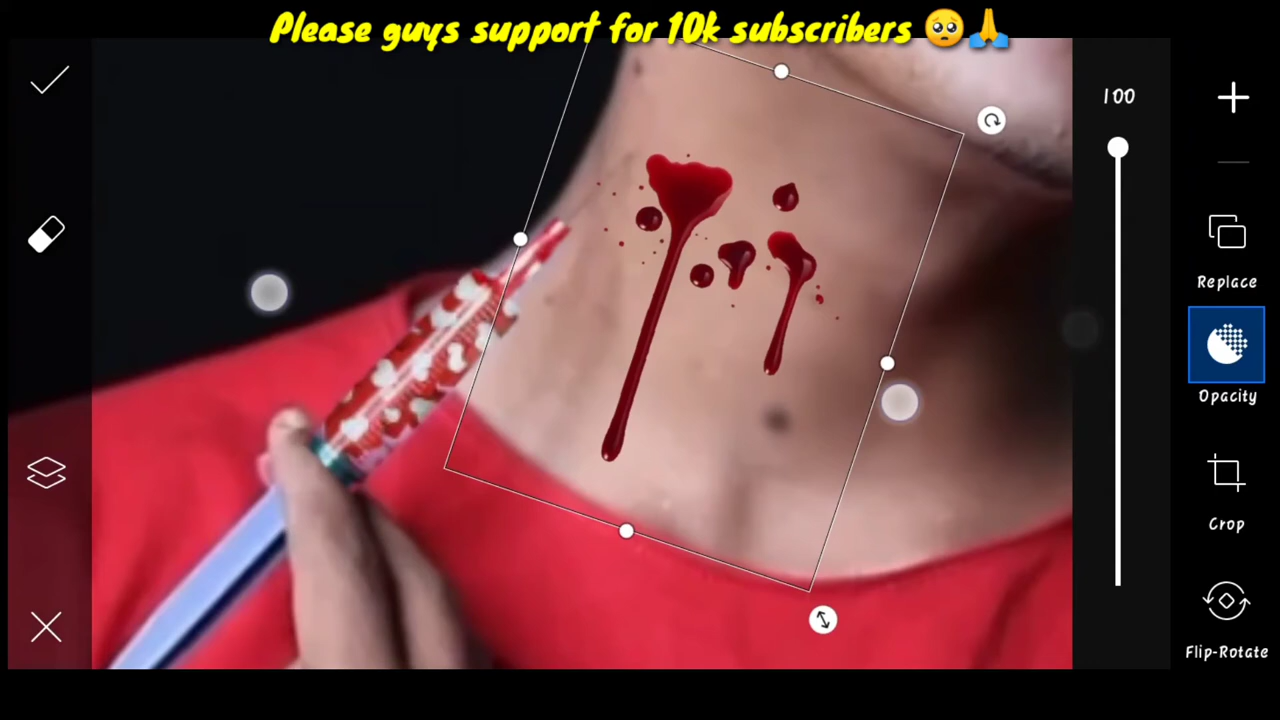 Please guys support for 10k subscribers 🥺🙏
100
Replace
Opacity
Crop
Flip-Rotate